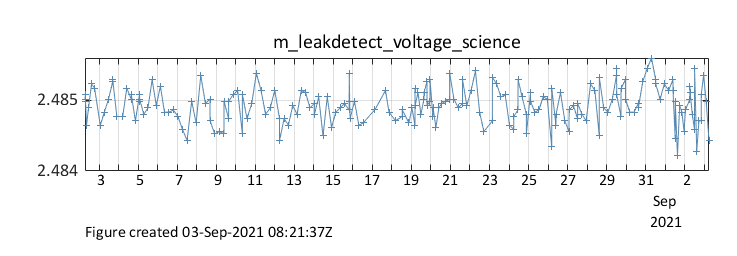 m_leakdetect_voltage_science
2.485
2.484
3 5 7 9 11 13 15 17 19 21 23 25 27 29 31 2
Sep
2021
Figure created 03-Sep-2021 08:21:37Z